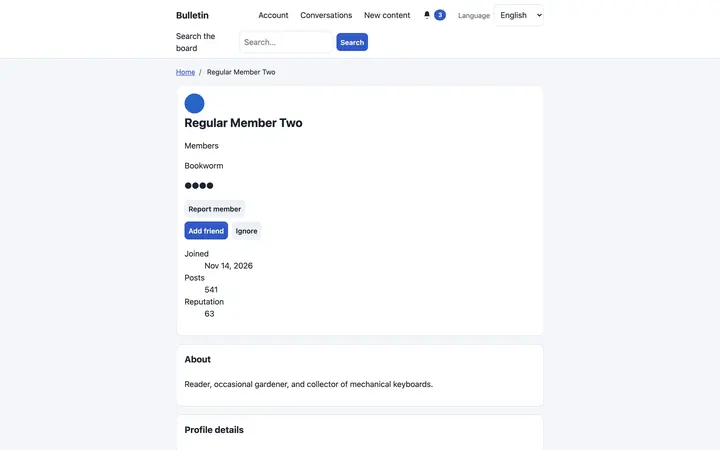 Bulletin Account Conversations New content 3 Language English
Search the board Search... Search
Home / Regular Member Two
Regular Member Two
Members
Bookworm
Report member
Add friend Ignore
Joined
Nov 14, 2026
Posts
541
Reputation
63
About
Reader, occasional gardener, and collector of mechanical keyboards.
Profile details